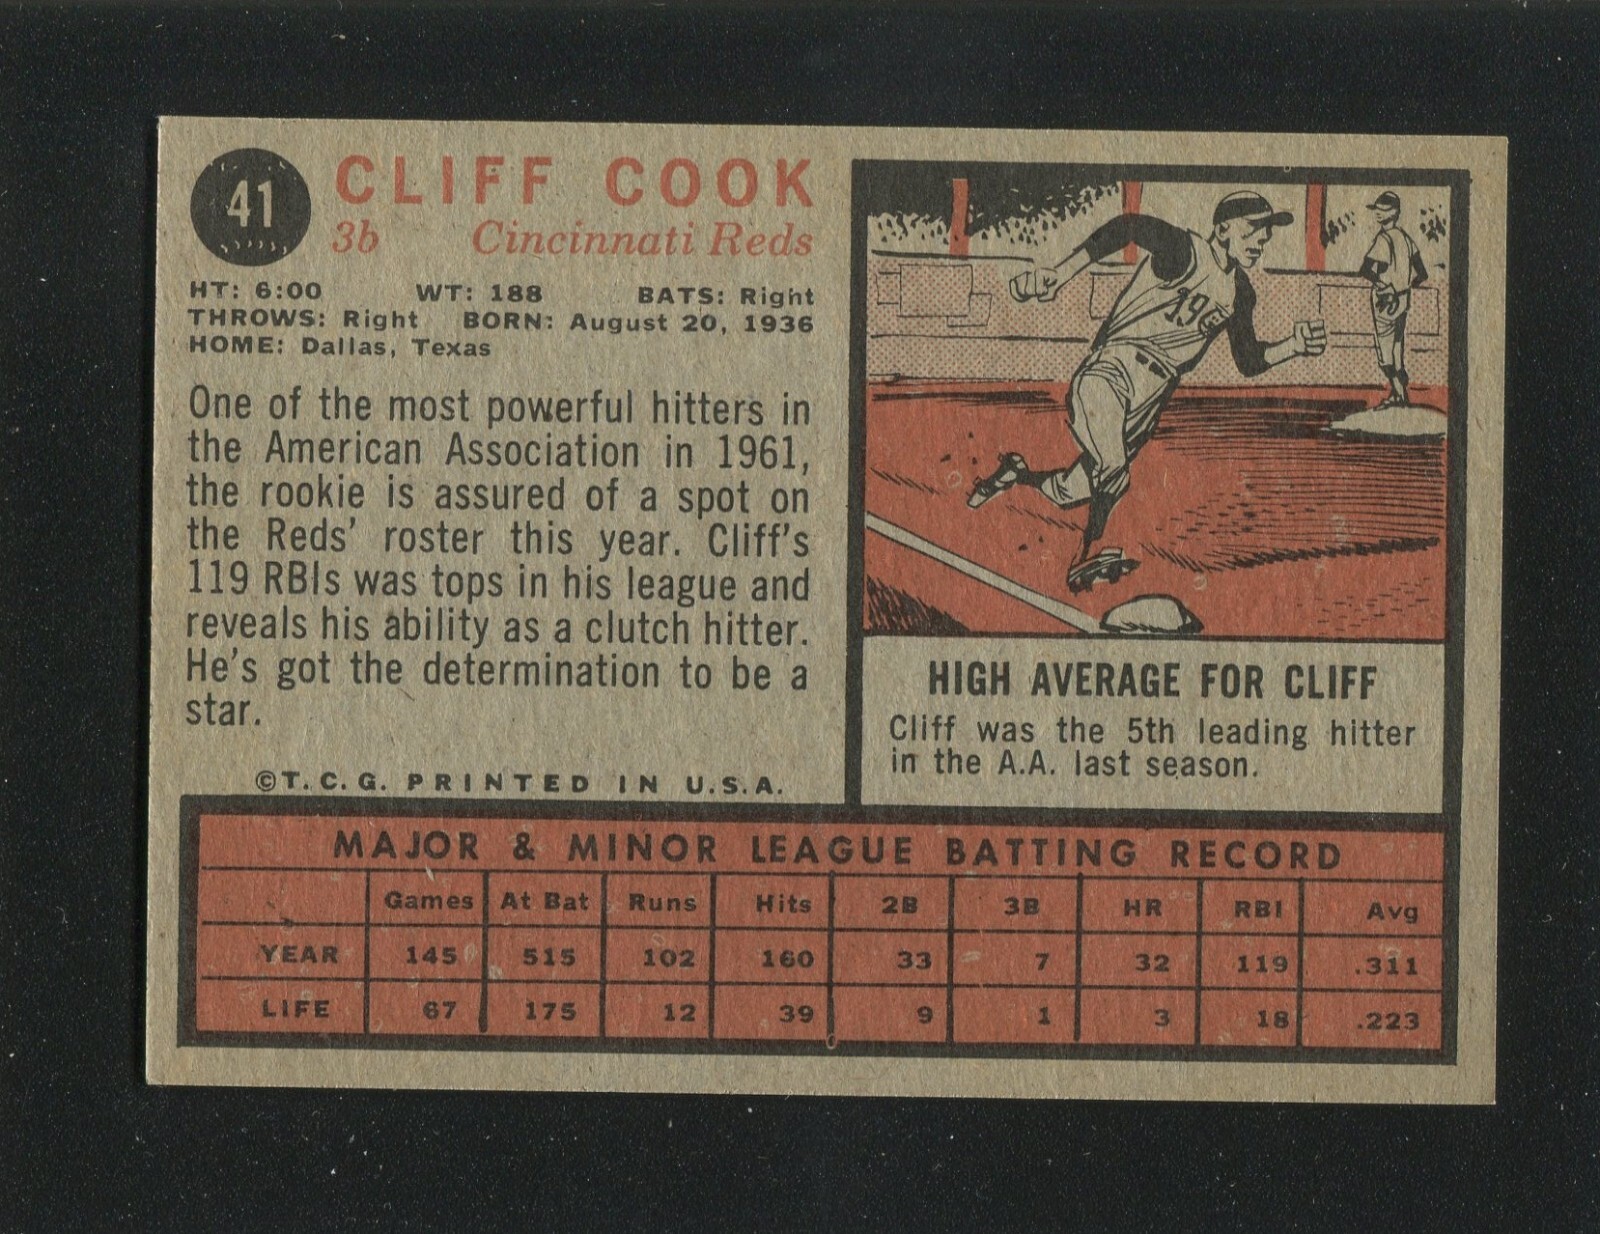 41
CLIFF COOK
3b Cincinnati Reds
HT: 6:00 WT: 188 BATS: Right
THROWS: Right BORN: August 20, 1936
HOME: Dallas, Texas
One of the most powerful hitters in
the American Association in 1961,
the rookie is assured of a spot on
the Reds' roster this year. Cliff's
119 RBIs was tops in his league and
reveals his ability as a clutch hitter.
He's got the determination to be a
star.
©T.C.G. PRINTED IN U.S.A.
196
HIGH AVERAGE FOR CLIFF
Cliff was the 5th leading hitter
in the A.A. last season.
MAJOR & MINOR LEAGUE BATTING RECORD
Games At Bat Runs Hits 2B 3B HR RBI Avg
YEAR 145 515 102 160 33 7 32 119 .311
LIFE 67 175 12 39 9 1 3 18 .223